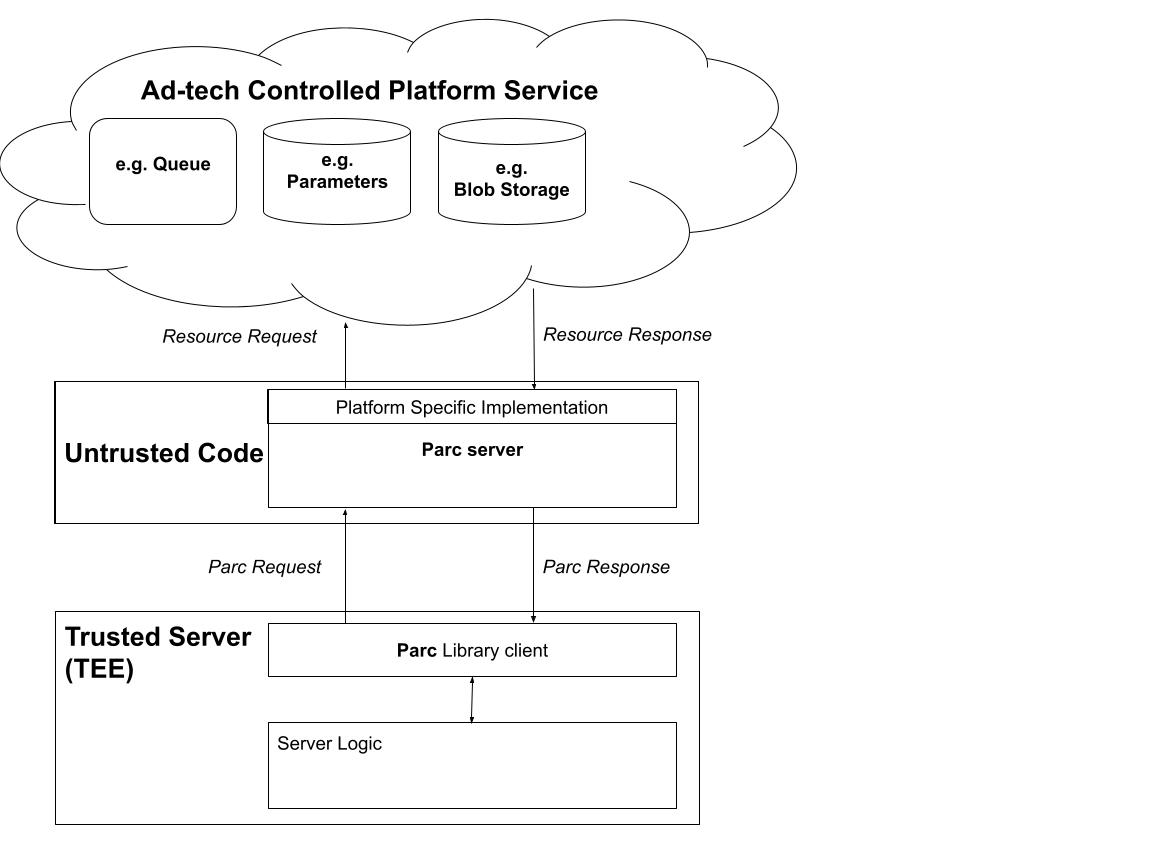 Ad-tech Controlled Platform Service
e.g. Queue
e.g.
Parameters
e.g.
Blob Storage
Resource Request
Resource Response
Platform Specific Implementation
Untrusted Code
Parc server
Parc Request
Parc Response
Trusted Server
(TEE)
Parc Library client
Server Logic